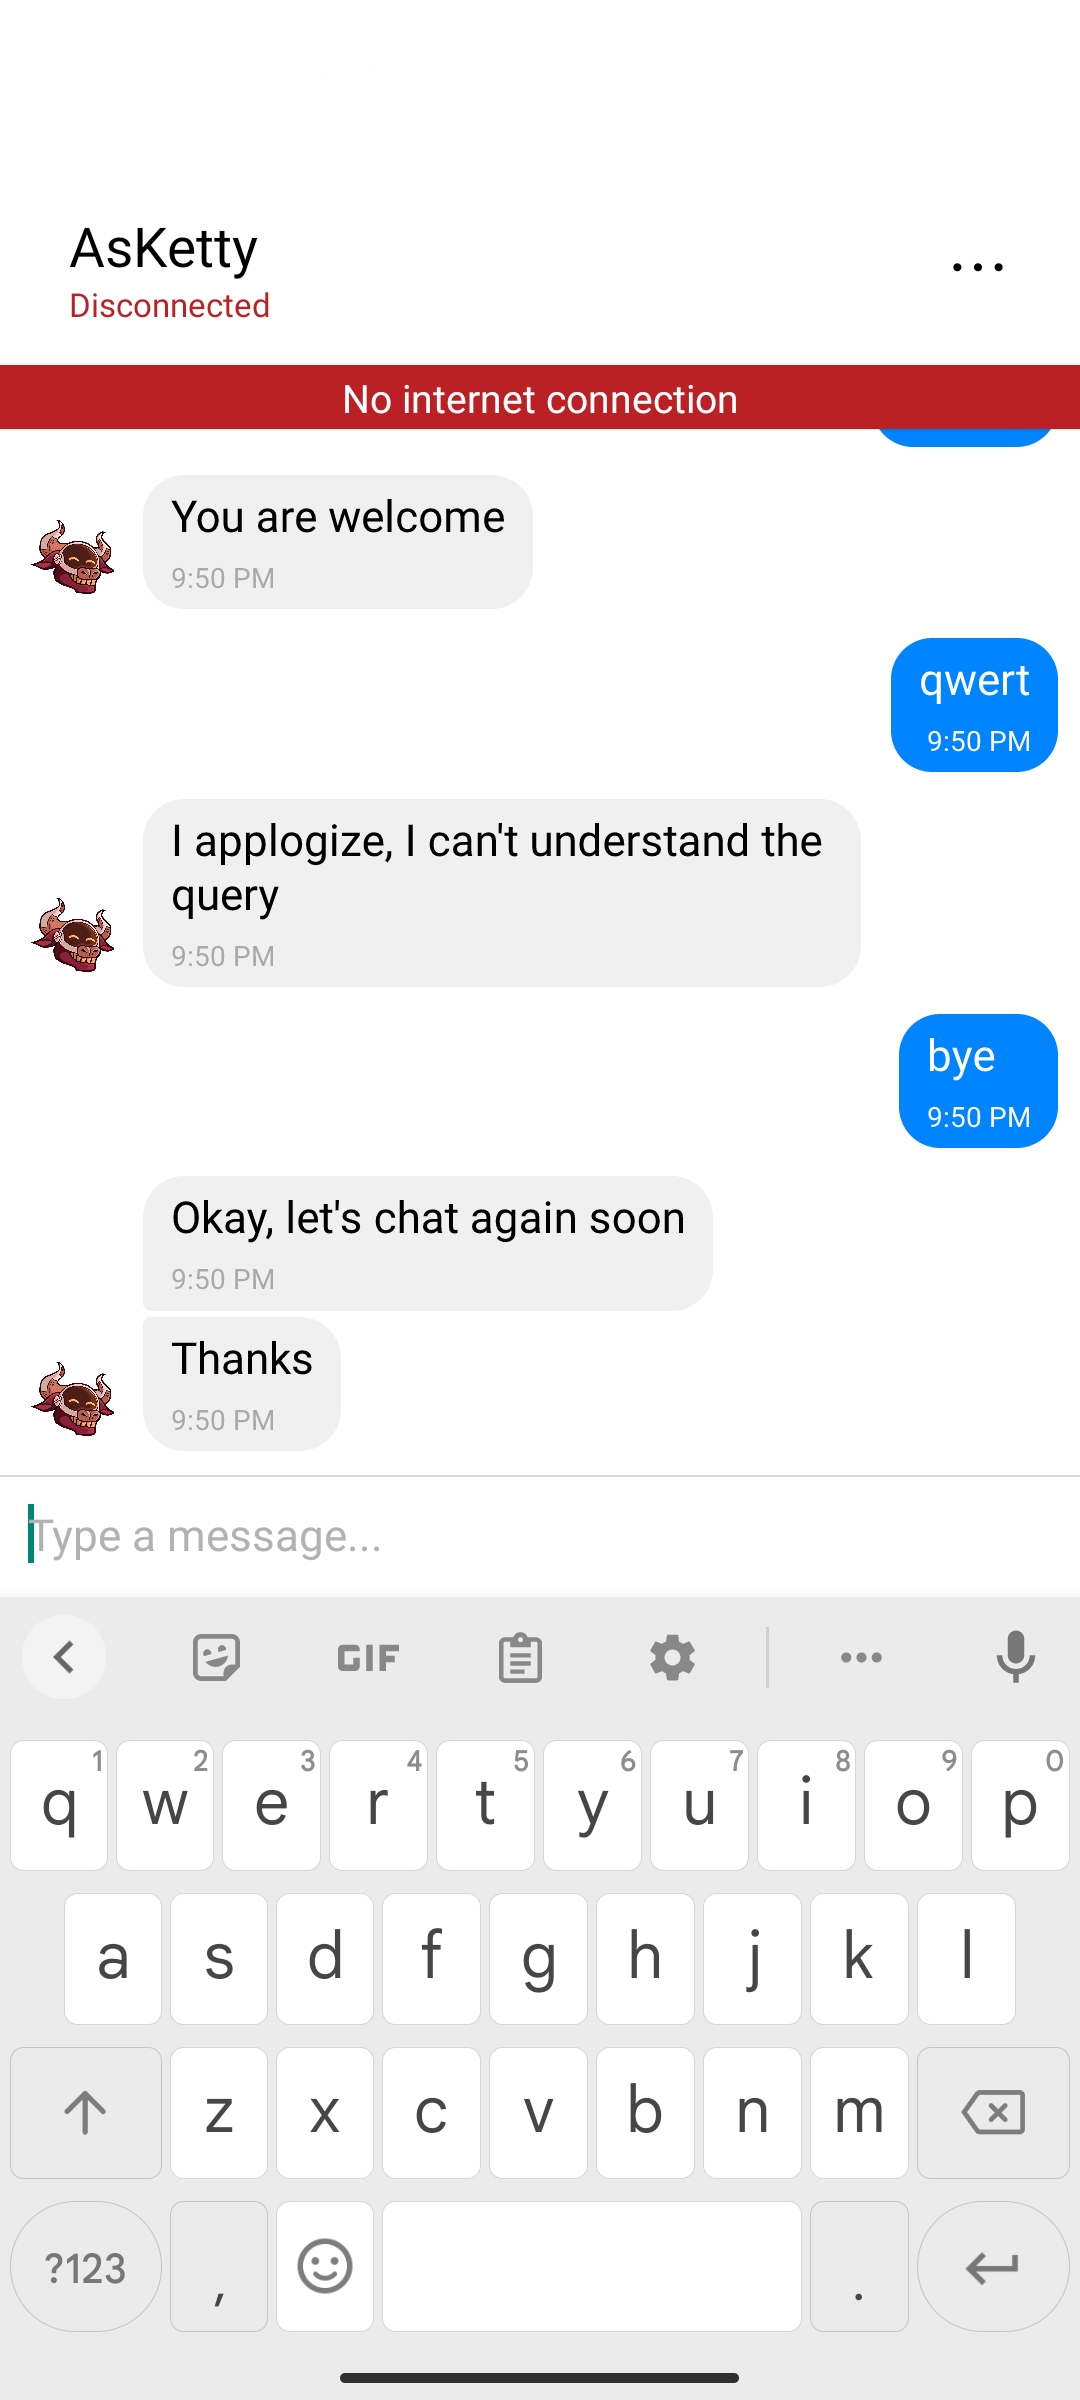 AsKetty
...
Disconnected
No internet connection
You are welcome
9:50 PM
qwert
9:50 PM
I applogize, I can't understand the
query
9:50 PM
bye
9:50 PM
Okay, let's chat again soon
9:50 PM
Thanks
9:50 PM
Type a message...
GIF
1 2 3 4 5 6 7 8 9 0
q w e r t y u i o p
a s d f g h j k l
z x c v b n m
?123 , .